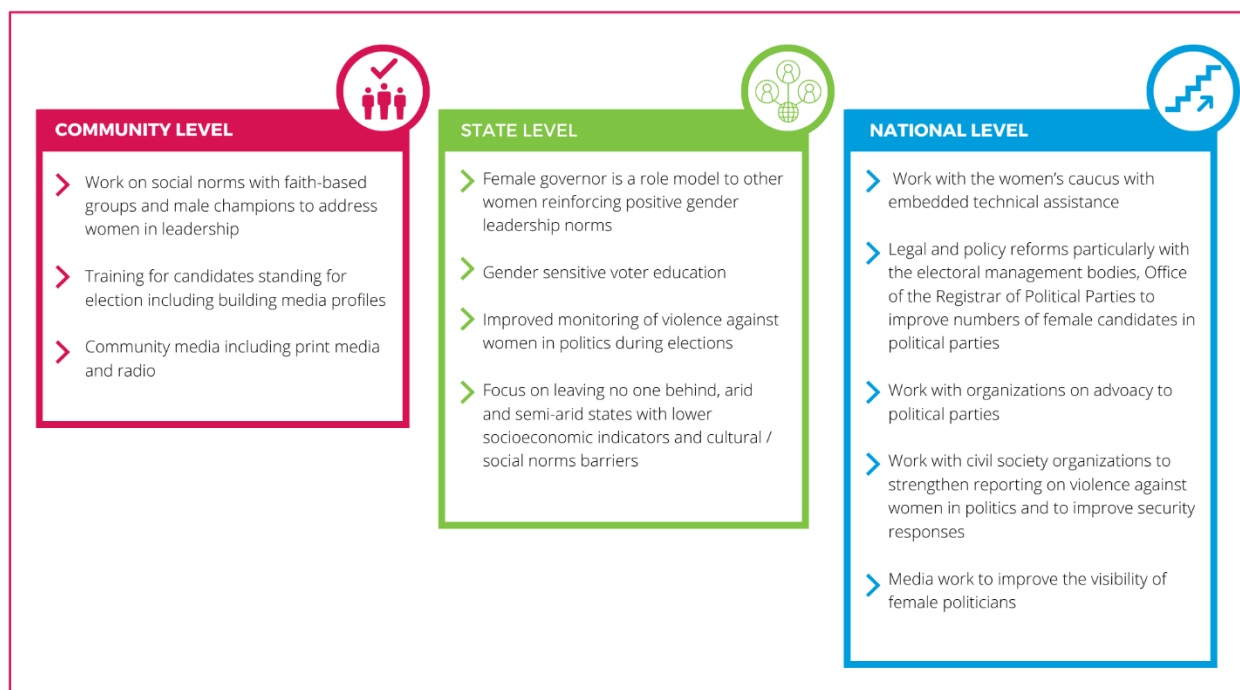 COMMUNITY LEVEL
Work on social norms with faith-based
groups and male champions to address
women in leadership
Training for candidates standing for
election including building media profiles
Community media including print media
and radio
STATE LEVEL
Female governor is a role model to other
women reinforcing positive gender
leadership norms
Gender sensitive voter education
Improved monitoring of violence against
women in politics during elections
Focus on leaving no one behind, arid
and semi-arid states with lower
socioeconomic indicators and cultural /
social norms barriers
NATIONAL LEVEL
Work with the women’s caucus with
embedded technical assistance
Legal and policy reforms particularly with
the electoral management bodies, Office
of the Registrar of Political Parties to
improve numbers of female candidates in
political parties
Work with organizations on advocacy to
political parties
Work with civil society organizations to
strengthen reporting on violence against
women in politics and to improve security
responses
Media work to improve the visibility of
female politicians